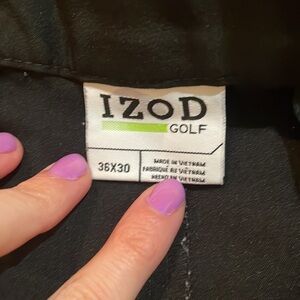 IZOD
GOLF
36X30
MADE IN VIETNAM
FABRIQUÉ AU VIETNAM
HECHO EN VIETNAM